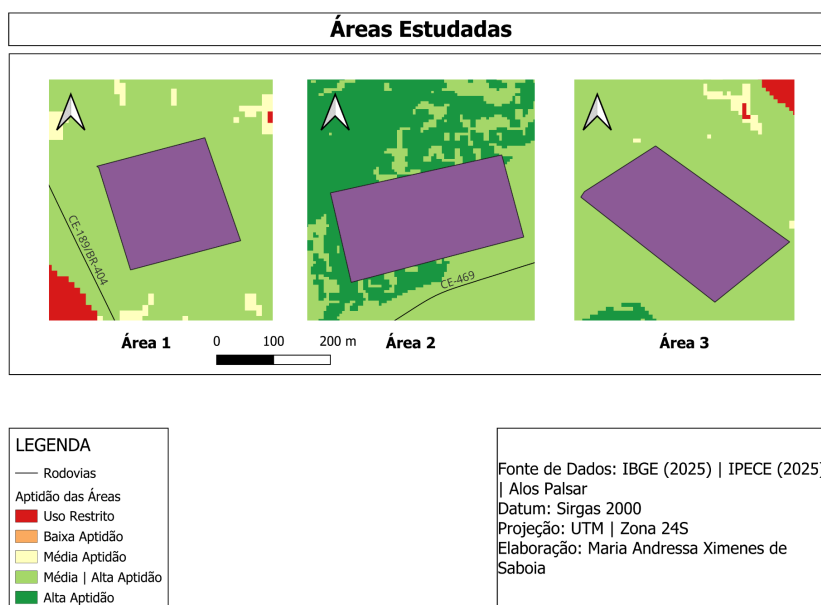 Áreas Estudadas
CE-189/BR-404
CE-469
Área 1
0 100 200 m
Área 2
Área 3
LEGENDA
Rodovias
Aptidão das Áreas
Uso Restrito
Baixa Aptidão
Média Aptidão
Média | Alta Aptidão
Alta Aptidão
Fonte de Dados: IBGE (2025) | IPECE (2025)
| Alos Palsar
Datum: Sirgas 2000
Projeção: UTM | Zona 24S
Elaboração: Maria Andressa Ximenes de
Saboia